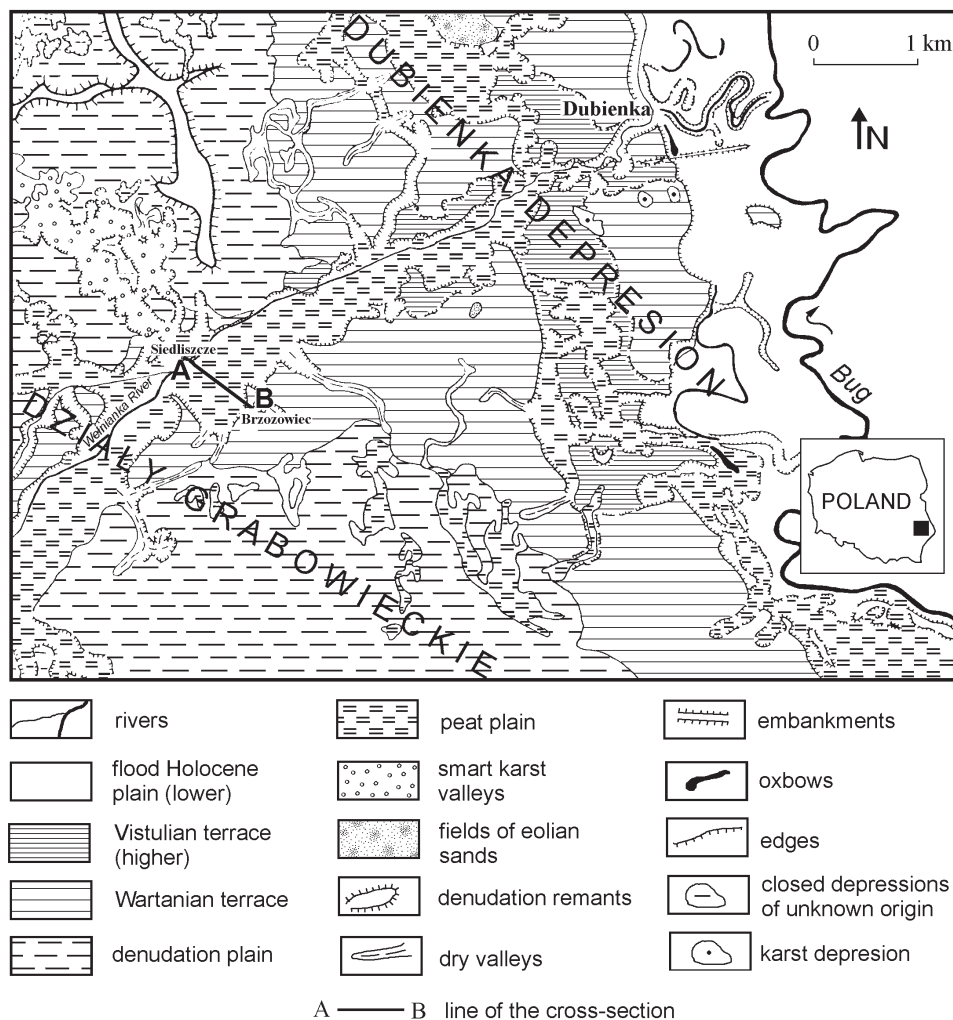 DUBIENKA DEPRESION
0 1 km
Dubienka
N
Siedliszcze
A
B
Brzozowiec
Wełnianka River
DZIAŁY GRABOWIECKIE
Bug
POLAND
rivers
flood Holocene
plain (lower)
Vistulian terrace
(higher)
Wartanian terrace
denudation plain
peat plain
smart karst
valleys
fields of eolian
sands
denudation remants
dry valleys
embankments
oxbows
edges
closed depressions
of unknown origin
karst depresion
A B line of the cross-section